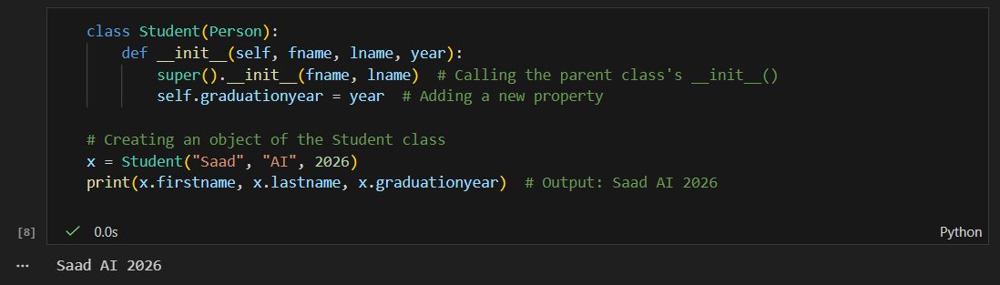 class Student(Person):
    def __init__(self, fname, lname, year):
        super().__init__(fname, lname)  # Calling the parent class's __init__()
        self.graduationyear = year  # Adding a new property

# Creating an object of the Student class
x = Student("Saad", "AI", 2026)
print(x.firstname, x.lastname, x.graduationyear)  # Output: Saad AI 2026
[8] ✓ 0.0s Python
... Saad AI 2026